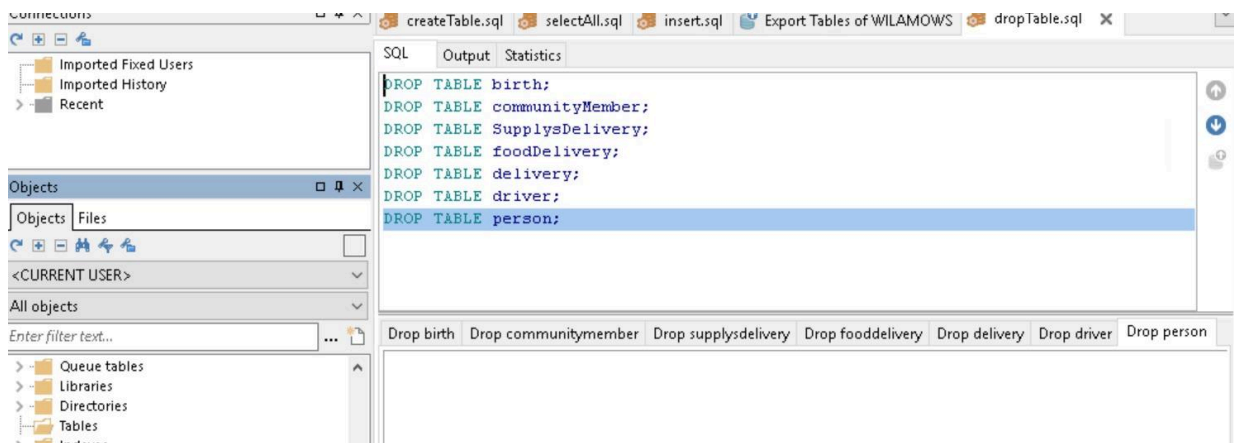 Connections
createTable.sql selectAll.sql insert.sql Export Tables of WILAMOWS dropTable.sql
Imported Fixed Users
Imported History
Recent
Objects
Objects Files
<CURRENT USER>
All objects
Enter filter text...
Queue tables
Libraries
Directories
Tables
Indexes
SQL Output Statistics
DROP TABLE birth;
DROP TABLE communityMember;
DROP TABLE SupplysDelivery;
DROP TABLE foodDelivery;
DROP TABLE delivery;
DROP TABLE driver;
DROP TABLE person;
Drop birth Drop communitymember Drop supplysdelivery Drop fooddelivery Drop delivery Drop driver Drop person